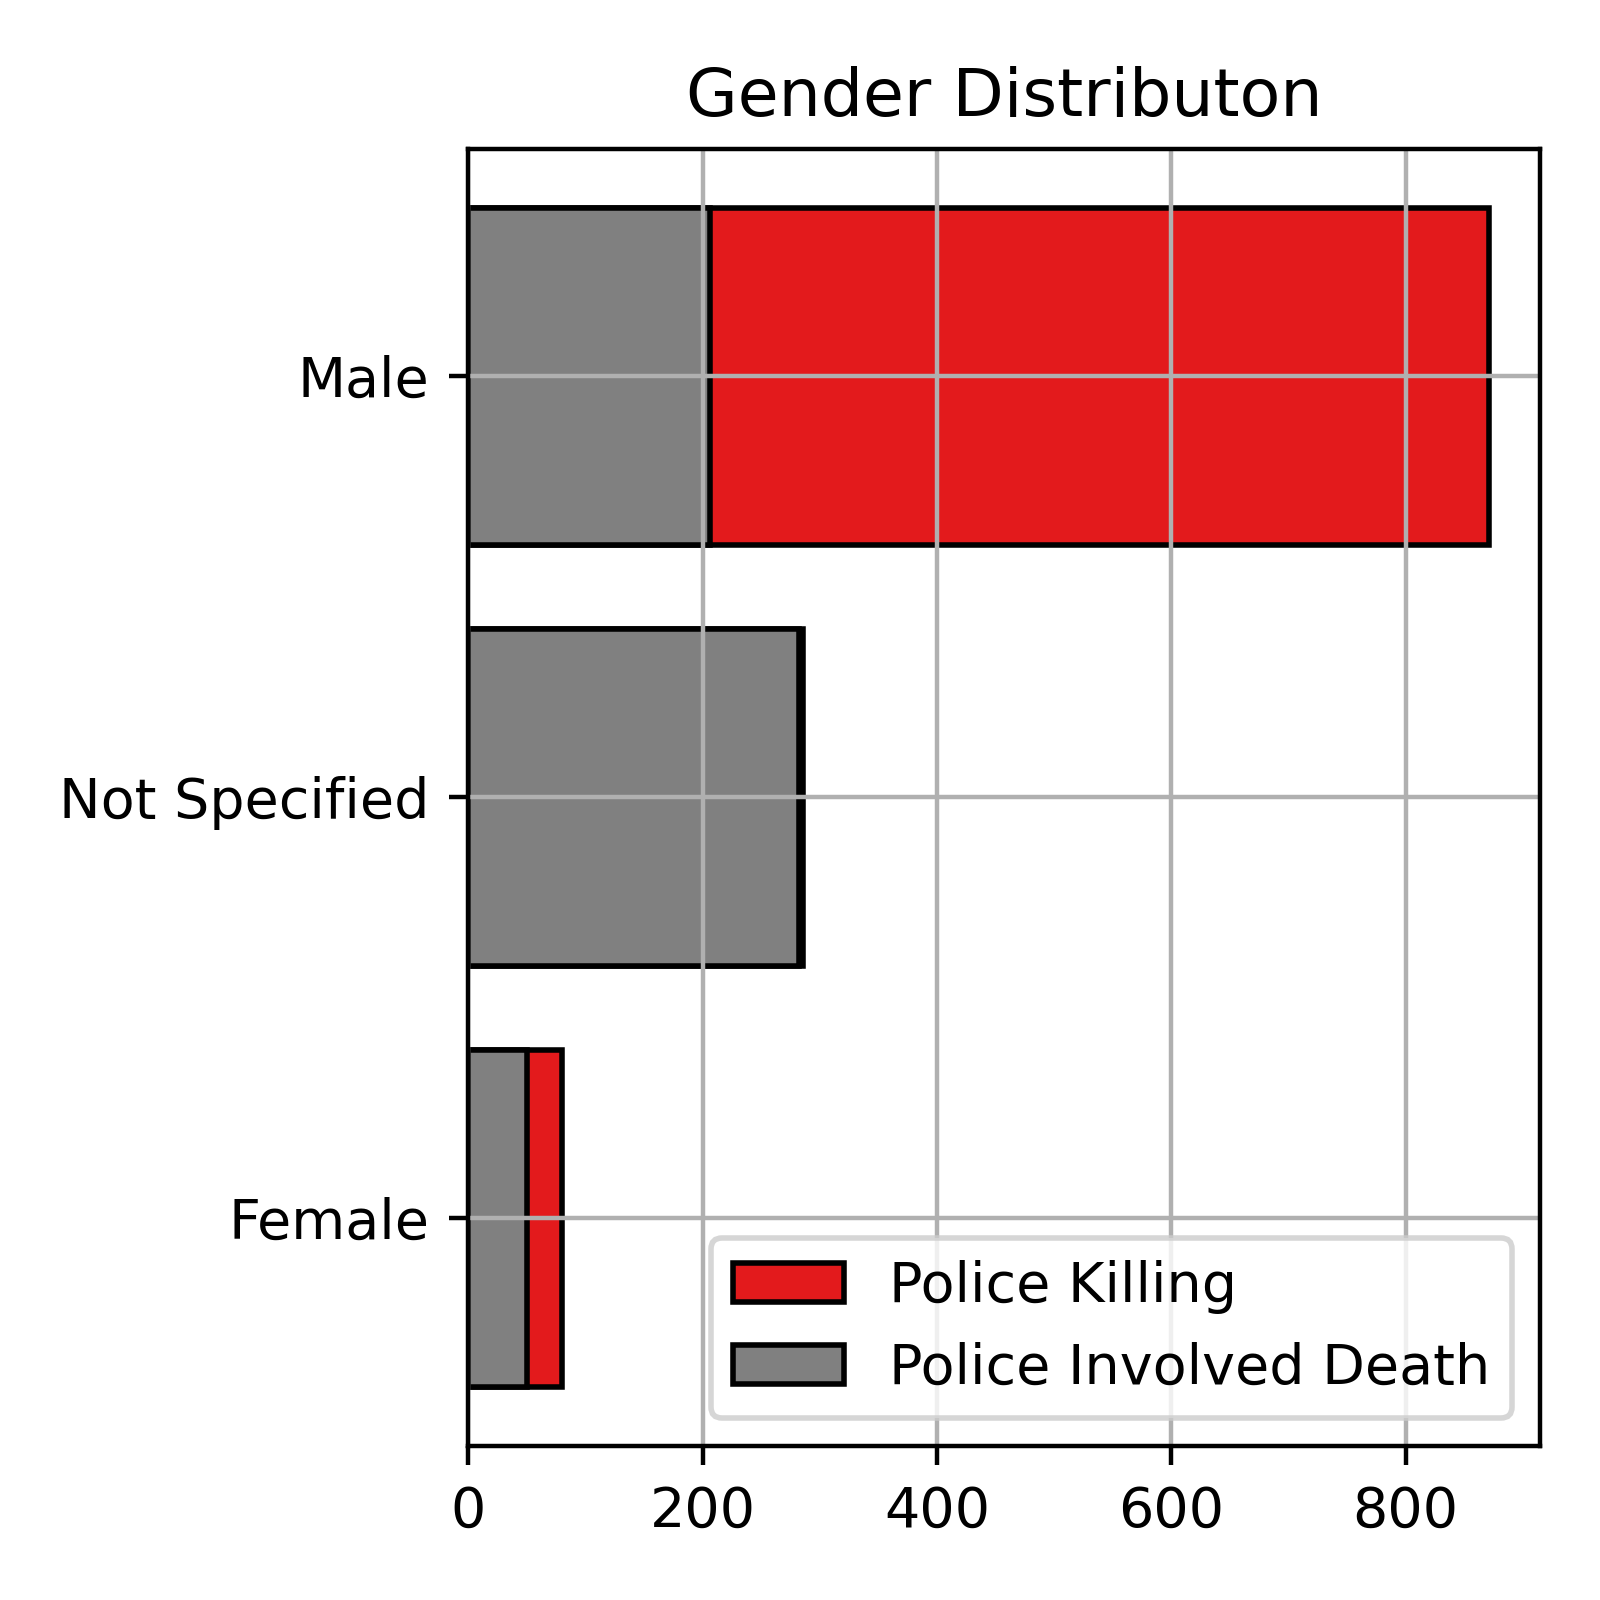 Gender Distributon
Male
Not Specified
Female
Police Killing
Police Involved Death
0 200 400 600 800